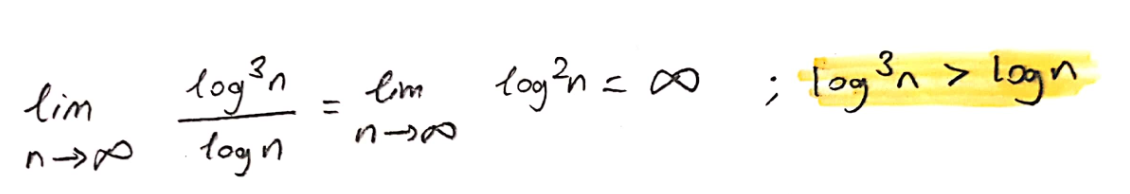 lim n→∞ log³n / log n = lim n→∞ log²n = ∞ ; log³n > log n